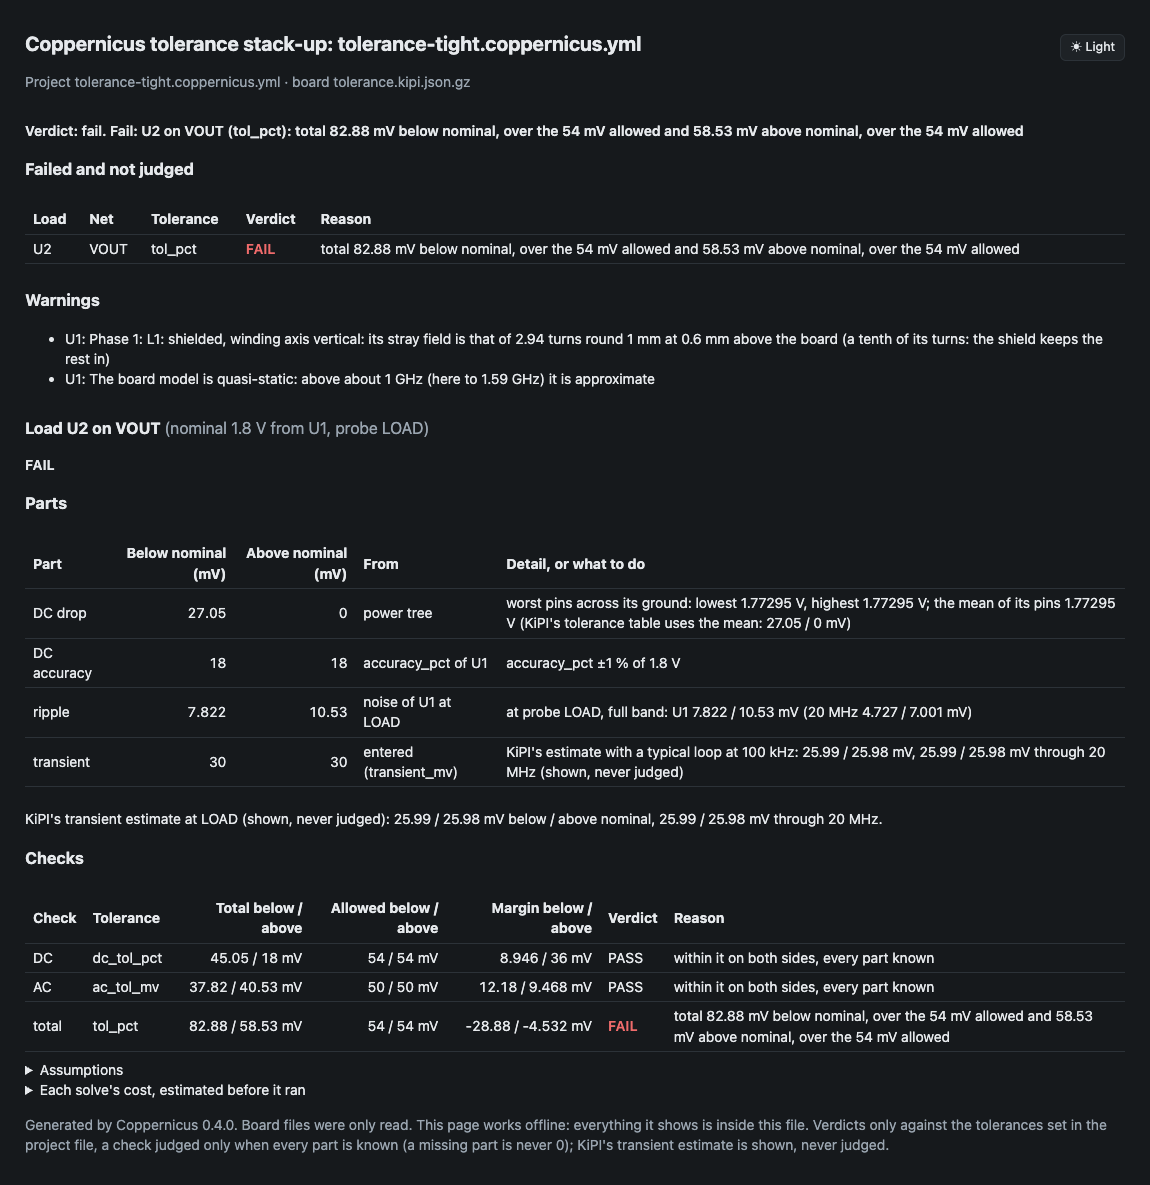 Coppernicus tolerance stack-up: tolerance-tight.coppernicus.yml
☀ Light
Project tolerance-tight.coppernicus.yml · board tolerance.kipi.json.gz
Verdict: fail. Fail: U2 on VOUT (tol_pct): total 82.88 mV below nominal, over the 54 mV allowed and 58.53 mV above nominal, over the 54 mV allowed
Failed and not judged
Load Net Tolerance Verdict Reason
U2 VOUT tol_pct FAIL total 82.88 mV below nominal, over the 54 mV allowed and 58.53 mV above nominal, over the 54 mV allowed
Warnings
• U1: Phase 1: L1: shielded, winding axis vertical: its stray field is that of 2.94 turns round 1 mm at 0.6 mm above the board (a tenth of its turns: the shield keeps the
rest in)
• U1: The board model is quasi-static: above about 1 GHz (here to 1.59 GHz) it is approximate
Load U2 on VOUT (nominal 1.8 V from U1, probe LOAD)
FAIL
Parts
Part Below nominal (mV) Above nominal (mV) From Detail, or what to do
DC drop 27.05 0 power tree worst pins across its ground: lowest 1.77295 V, highest 1.77295 V; the mean of its pins 1.77295
V (KiPI's tolerance table uses the mean: 27.05 / 0 mV)
DC accuracy 18 18 accuracy_pct of U1 accuracy_pct ±1 % of 1.8 V
ripple 7.822 10.53 noise of U1 at LOAD at probe LOAD, full band: U1 7.822 / 10.53 mV (20 MHz 4.727 / 7.001 mV)
transient 30 30 entered (transient_mv) KiPI's estimate with a typical loop at 100 kHz: 25.99 / 25.98 mV, 25.99 / 25.98 mV through 20
MHz (shown, never judged)
KiPI's transient estimate at LOAD (shown, never judged): 25.99 / 25.98 mV below / above nominal, 25.99 / 25.98 mV through 20 MHz.
Checks
Check Tolerance Total below / above Allowed below / above Margin below / above Verdict Reason
DC dc_tol_pct 45.05 / 18 mV 54 / 54 mV 8.946 / 36 mV PASS within it on both sides, every part known
AC ac_tol_mv 37.82 / 40.53 mV 50 / 50 mV 12.18 / 9.468 mV PASS within it on both sides, every part known
total tol_pct 82.88 / 58.53 mV 54 / 54 mV -28.88 / -4.532 mV FAIL total 82.88 mV below nominal, over the 54 mV allowed and 58.53
mV above nominal, over the 54 mV allowed
▶ Assumptions
▶ Each solve's cost, estimated before it ran
Generated by Coppernicus 0.4.0. Board files were only read. This page works offline: everything it shows is inside this file. Verdicts only against the tolerances set in the
project file, a check judged only when every part is known (a missing part is never 0); KiPI's transient estimate is shown, never judged.